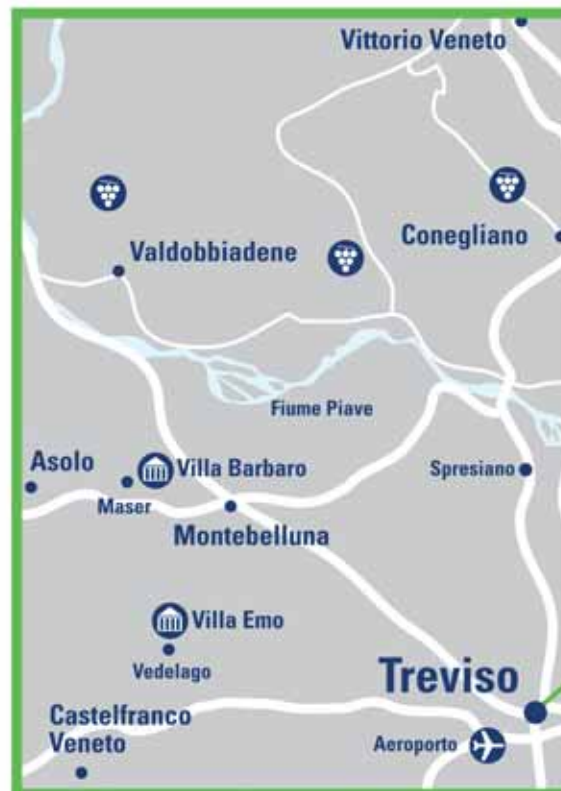 Vittorio Veneto
Conegliano
Valdobbiadene
Fiume Piave
Asolo
Villa Barbaro
Spresiano
Maser
Montebelluna
Villa Emo
Vedelago
Treviso
Castelfranco
Veneto
Aeroporto